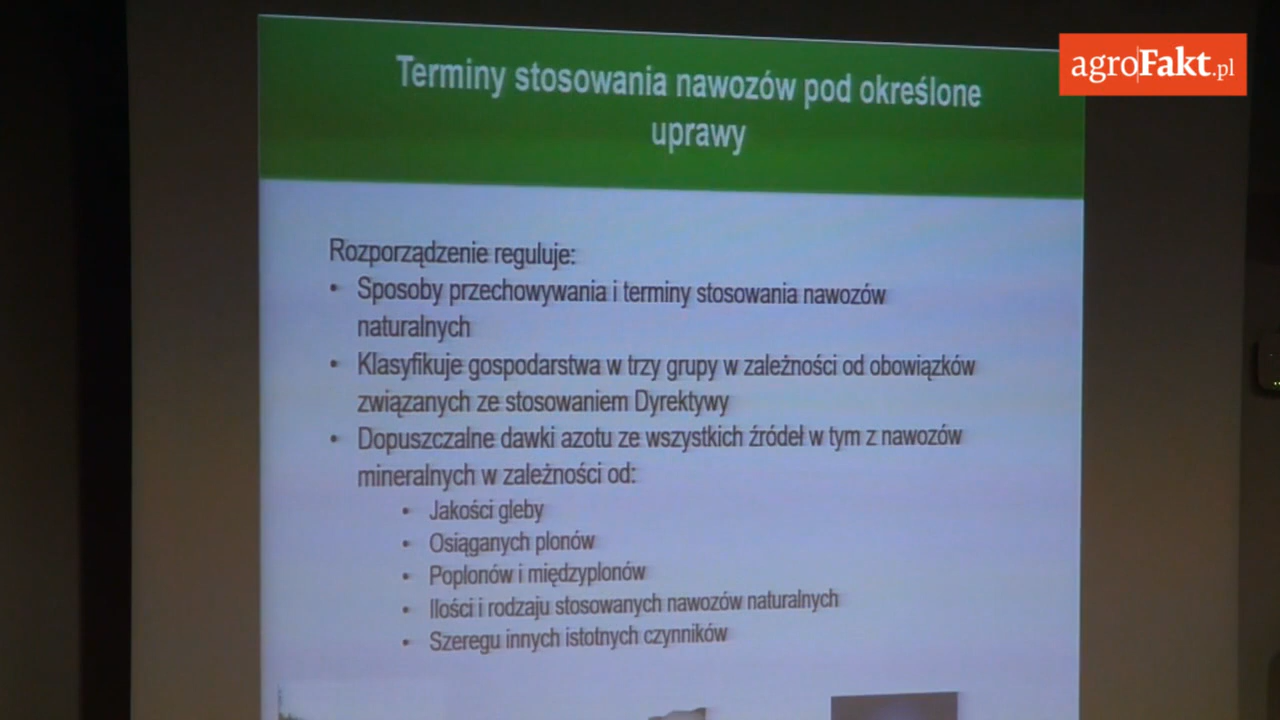 agroFakt.pl
Terminy stosowania nawozów pod określone
uprawy
Rozporządzenie reguluje:
• Sposoby przechowywania i terminy stosowania nawozów
naturalnych
• Klasyfikuje gospodarstwa w trzy grupy w zależności od obowiązków
związanych ze stosowaniem Dyrektywy
• Dopuszczalne dawki azotu ze wszystkich źródeł w tym z nawozów
mineralnych w zależności od:
• Jakości gleby
• Osiąganych plonów
• Poplonów i międzyplonów
• Ilości i rodzaju stosowanych nawozów naturalnych
• Szeregu innych istotnych czynników